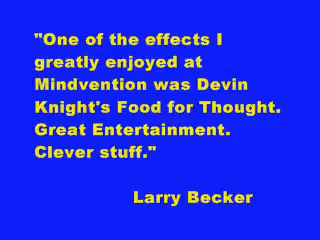 "One of the effects I
greatly enjoyed at
Mindvention was Devin
Knight's Food for Thought.
Great Entertainment.
Clever stuff."
Larry Becker